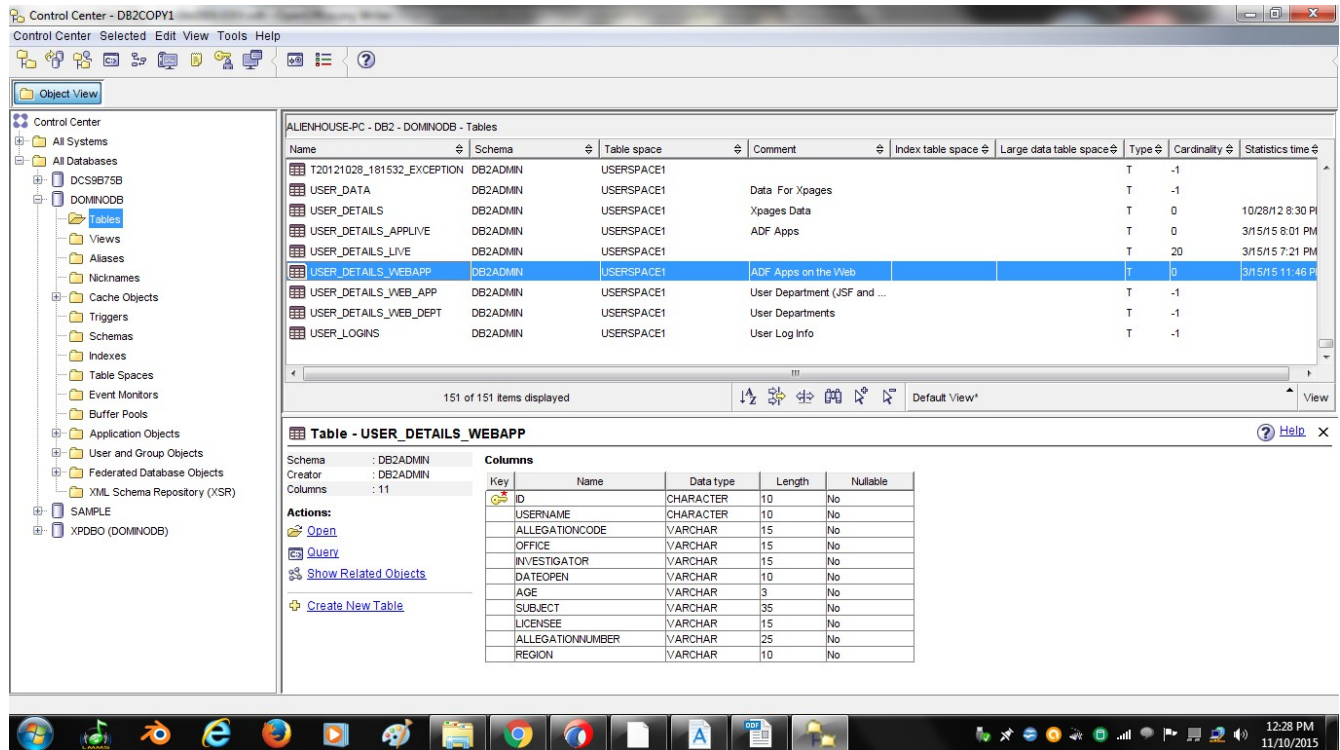 Control Center - DB2COPY1
Control Center Selected Edit View Tools Help
Object View
Control Center
All Systems
All Databases
DCS9B75B
DOMINODB
Tables
Views
Aliases
Nicknames
Cache Objects
Triggers
Schemas
Indexes
Table Spaces
Event Monitors
Buffer Pools
Application Objects
User and Group Objects
Federated Database Objects
XML Schema Repository (XSR)
SAMPLE
XPDBO (DOMINODB)
ALIENHOUSE-PC - DB2 - DOMINODB - Tables
Name Schema Table space Comment Index table space Large data table space Type Cardinality Statistics time
T20121028_181532_EXCEPTION DB2ADMIN USERSPACE1 T -1
USER_DATA DB2ADMIN USERSPACE1 Data For Xpages T -1
USER_DETAILS DB2ADMIN USERSPACE1 Xpages Data T 0 10/28/12 8:30 P
USER_DETAILS_APPLIVE DB2ADMIN USERSPACE1 ADF Apps T 0 3/15/15 8:01 PM
USER_DETAILS_LIVE DB2ADMIN USERSPACE1 T 20 3/15/15 7:21 PM
USER_DETAILS_WEBAPP DB2ADMIN USERSPACE1 ADF Apps on the Web T 0 3/15/15 11:46 P
USER_DETAILS_WEB_APP DB2ADMIN USERSPACE1 User Department (JSF and ... T -1
USER_DETAILS_WEB_DEPT DB2ADMIN USERSPACE1 User Departments T -1
USER_LOGINS DB2ADMIN USERSPACE1 User Log Info T -1
151 of 151 items displayed Default View* View
Table - USER_DETAILS_WEBAPP Help
Schema : DB2ADMIN
Creator : DB2ADMIN
Columns : 11
Actions:
Open
Query
Show Related Objects
Create New Table
Columns
Key Name Data type Length Nullable
ID CHARACTER 10 No
USERNAME CHARACTER 10 No
ALLEGATIONCODE VARCHAR 15 No
OFFICE VARCHAR 15 No
INVESTIGATOR VARCHAR 15 No
DATEOPEN VARCHAR 10 No
AGE VARCHAR 3 No
SUBJECT VARCHAR 35 No
LICENSEE VARCHAR 15 No
ALLEGATIONNUMBER VARCHAR 25 No
REGION VARCHAR 10 No
LMMS
ODF
12:28 PM
11/10/2015